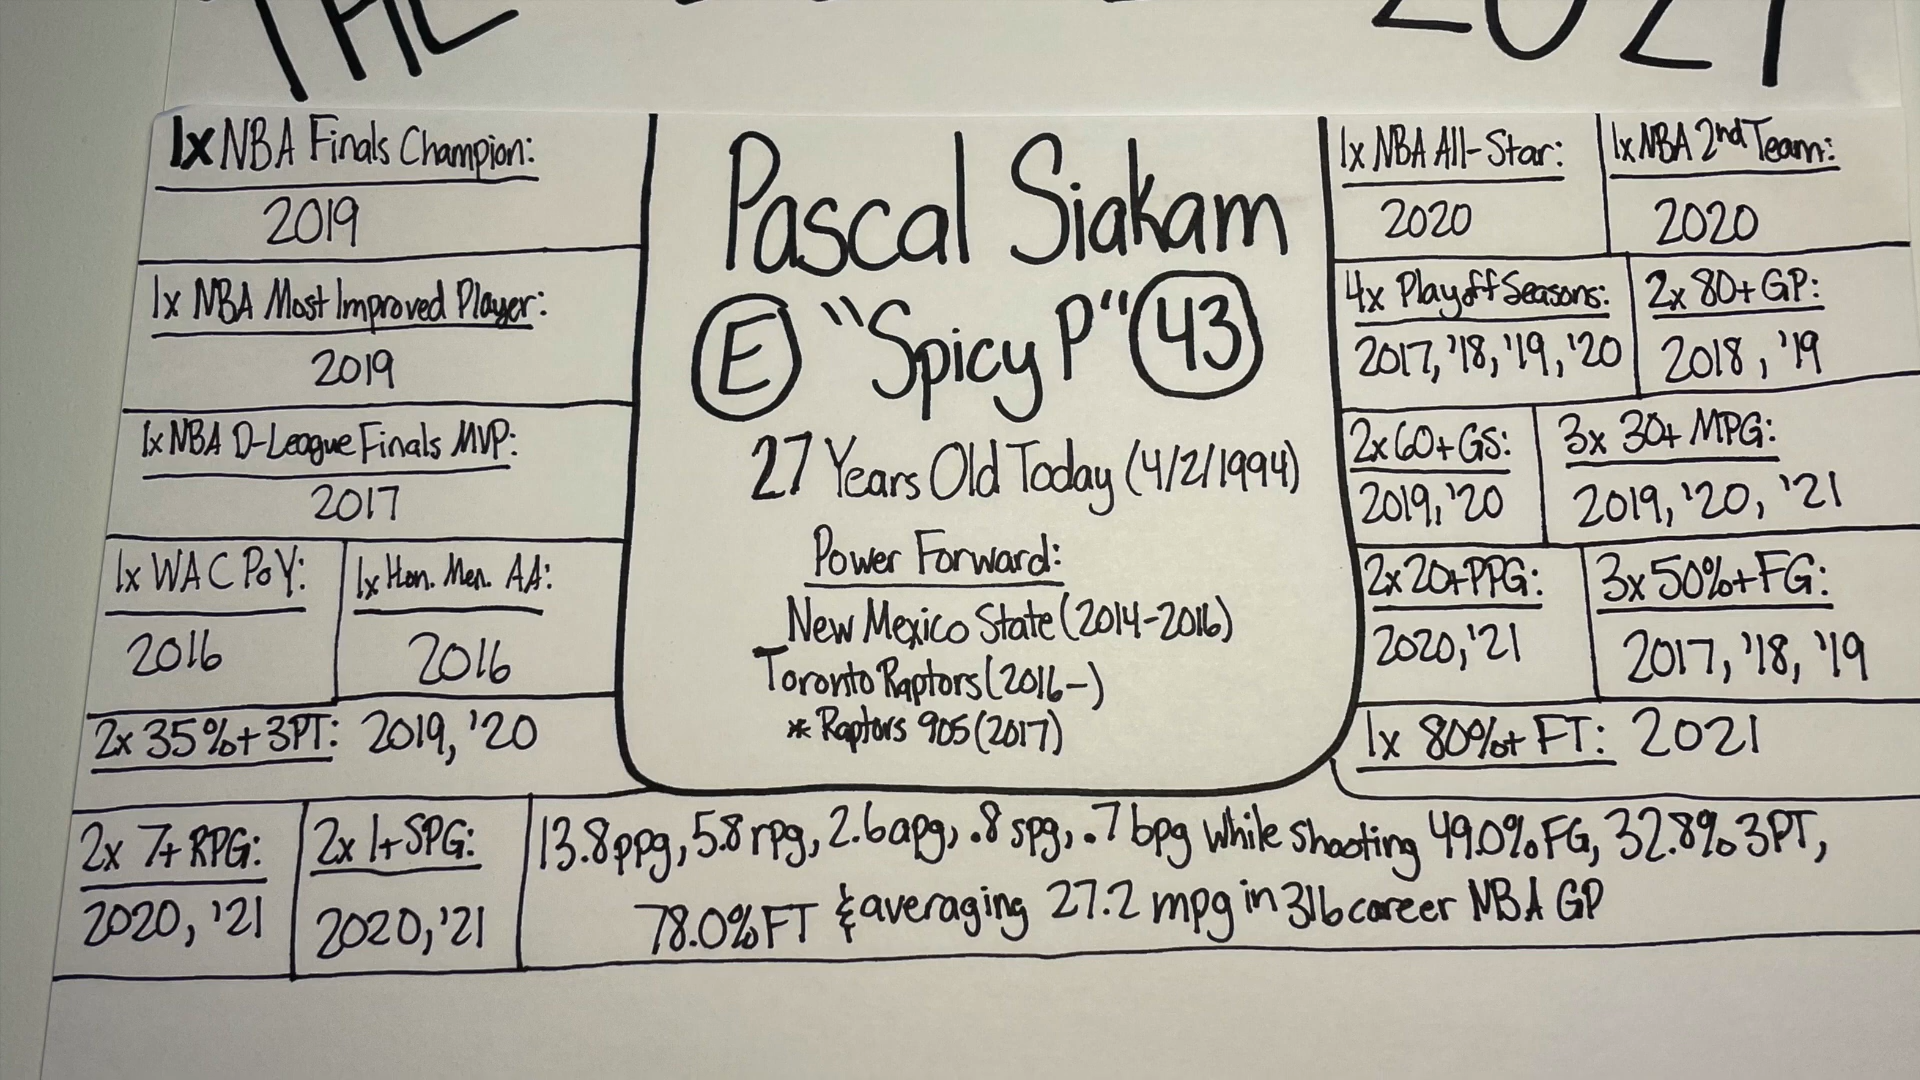 THE 2021
1x NBA Finals Champion:
2019
1x NBA Most Improved Player:
2019
1x NBA D-League Finals MVP:
2017
1x WAC PoY:
2016
1x Hon. Men. AA:
2016
2x 35%+ 3PT: 2019, '20
2x 7+ RPG:
2020, '21
2x 1+ SPG:
2020, '21
Pascal Siakam
E "Spicy P" 43
27 Years Old Today (4/2/1994)
Power Forward:
New Mexico State (2014-2016)
Toronto Raptors (2016-)
* Raptors 905 (2017)
1x NBA All-Star:
2020
1x NBA 2nd Team:
2020
4x Playoff Seasons:
2017, '18, '19, '20
2x 80+ GP:
2018, '19
2x 60+ GS:
2019, '20
3x 30+ MPG:
2019, '20, '21
2x 20+ PPG:
2020, '21
3x 50%+ FG:
2017, '18, '19
1x 80%+ FT: 2021
13.8 ppg, 5.8 rpg, 2.6 apg, .8 spg, .7 bpg while shooting 49.0% FG, 32.8% 3PT,
78.0% FT & averaging 27.2 mpg in 316 career NBA GP